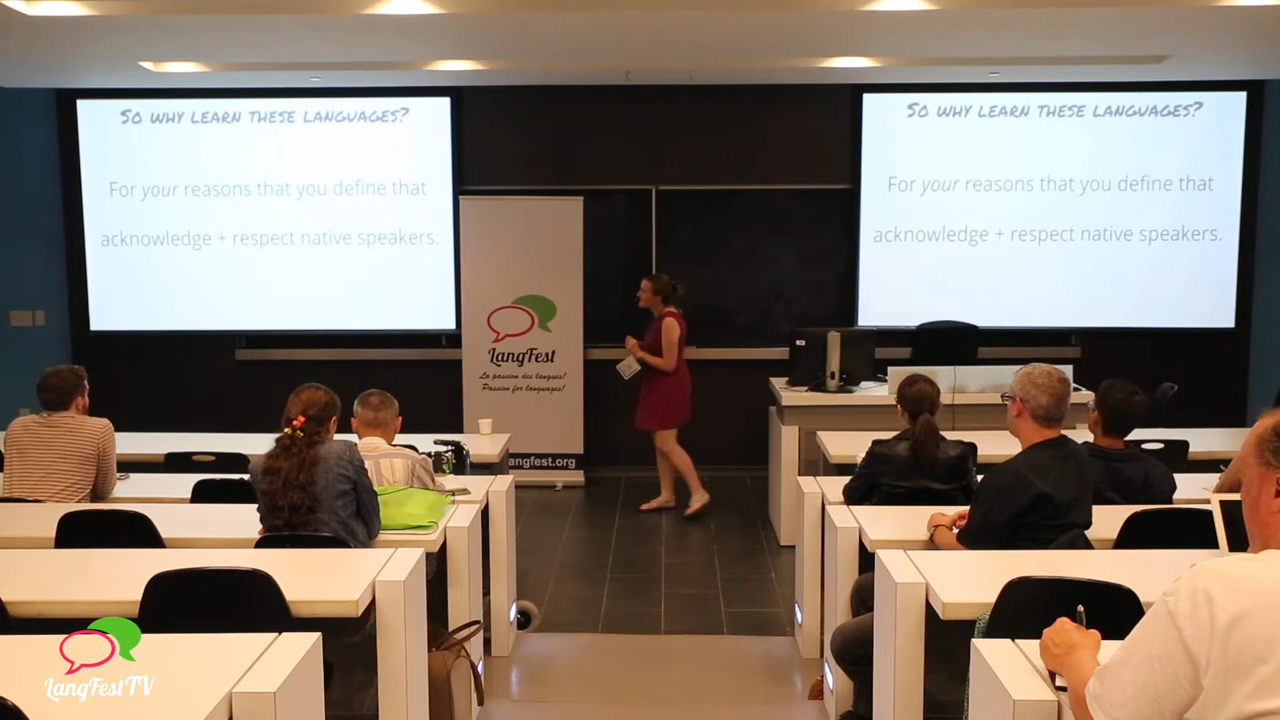 SO WHY LEARN THESE LANGUAGES?
For your reasons that you define that
acknowledge + respect native speakers.
SO WHY LEARN THESE LANGUAGES?
For your reasons that you define that
acknowledge + respect native speakers.
LangFest
La passion des langues!
Passion for languages!
angfest.org
LangFestTV